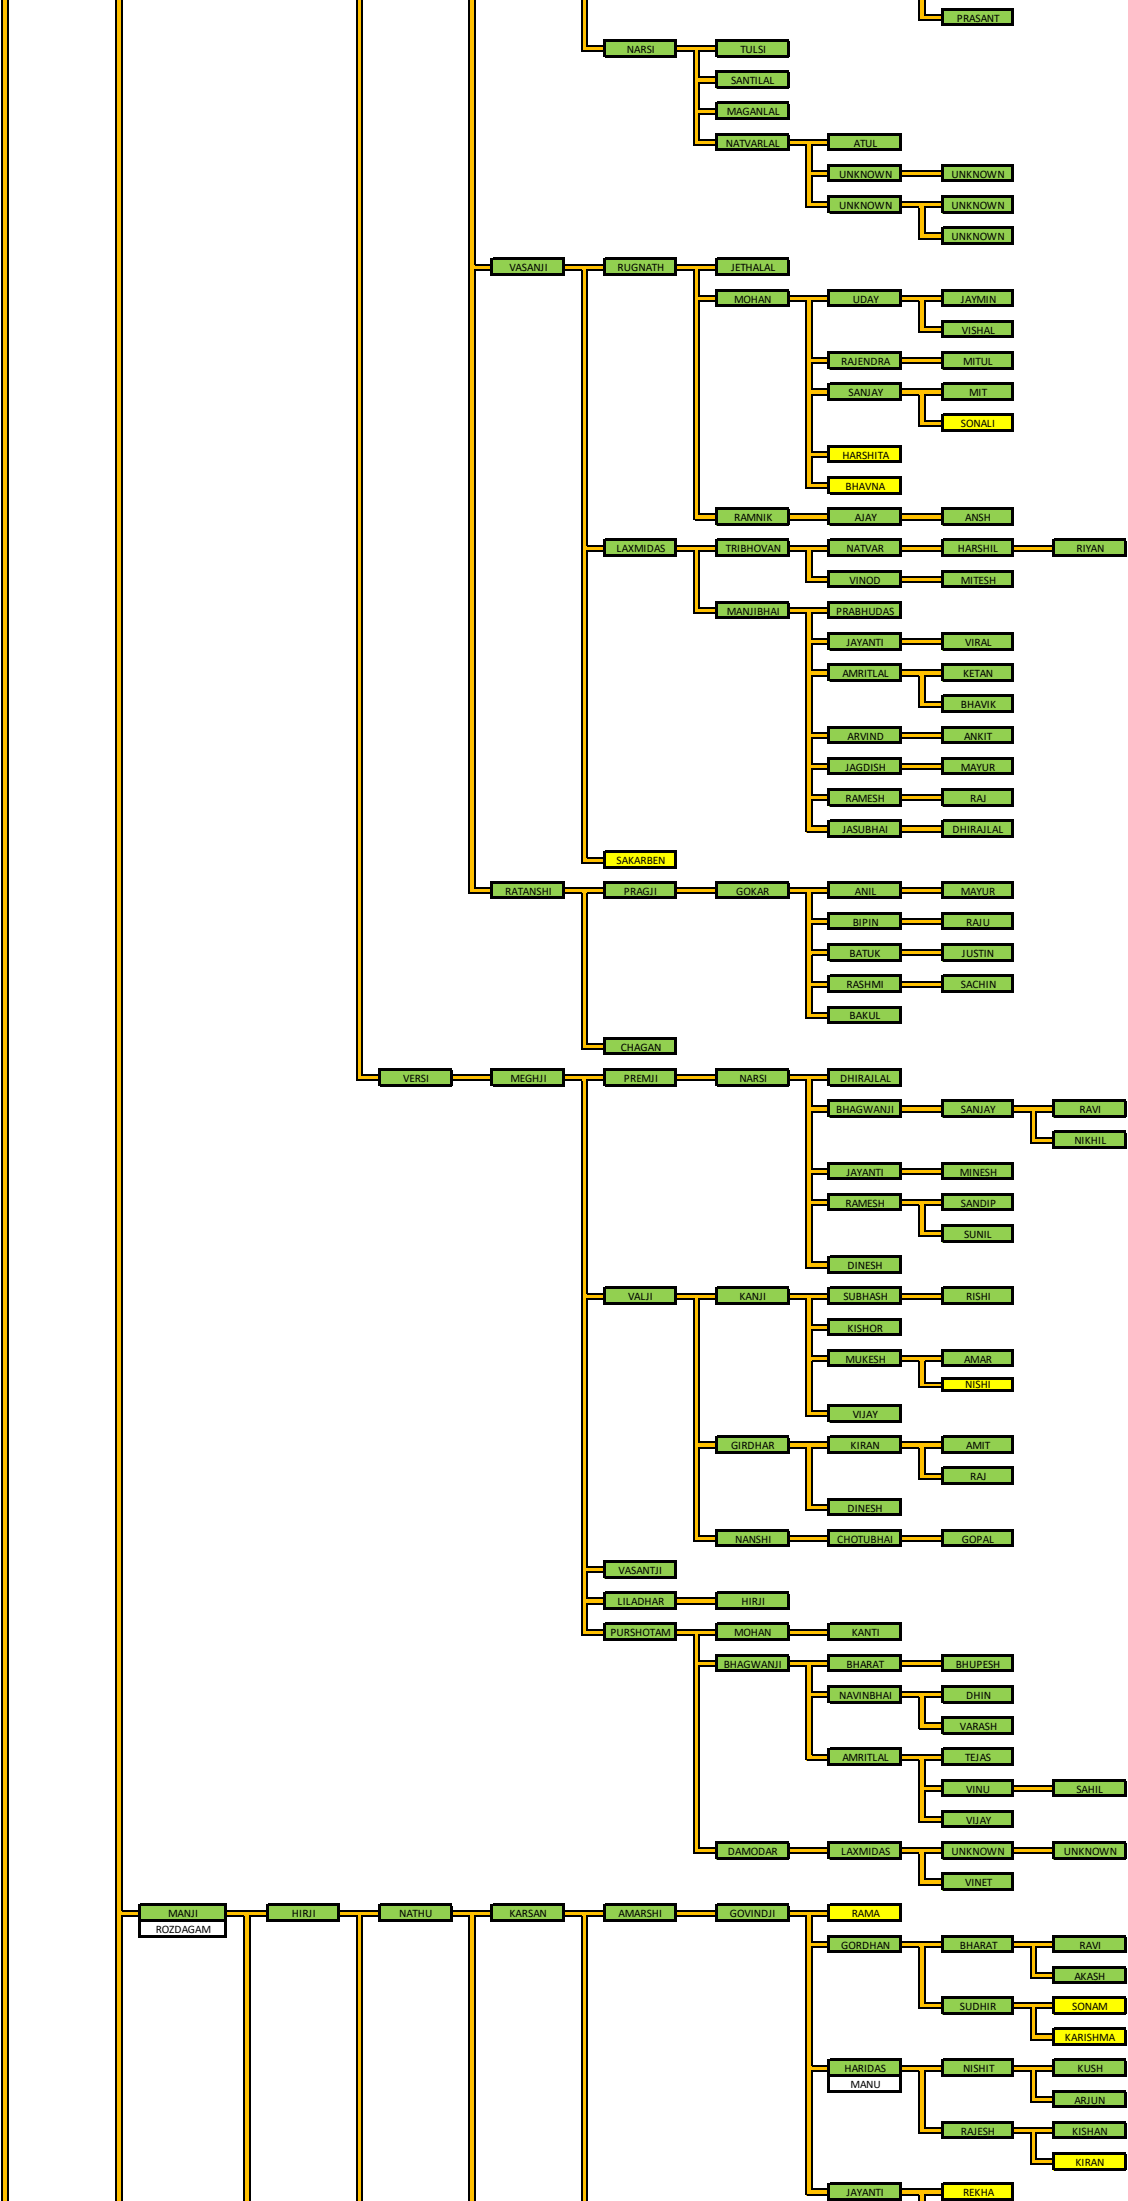 PRASANT
NARSI TULSI
SANTILAL
MAGANLAL
NATVARLAL ATUL
UNKNOWN UNKNOWN
UNKNOWN UNKNOWN
UNKNOWN
VASANJI RUGNATH JETHALAL
MOHAN UDAY JAYMIN
VISHAL
RAJENDRA MITUL
SANJAY MIT
SONALI
HARSHITA
BHAVNA
RAMNIK AJAY ANSH
LAXMIDAS TRIBHOVAN NATVAR HARSHIL RIYAN
VINOD MITESH
MANJIBHAI PRABHUDAS
JAYANTI VIRAL
AMRITLAL KETAN
BHAVIK
ARVIND ANKIT
JAGDISH MAYUR
RAMESH RAJ
JASUBHAI DHIRAJLAL
SAKARBEN
RATANSHI PRAGJI GOKAR ANIL MAYUR
BIPIN RAJU
BATUK JUSTIN
RASHMI SACHIN
BAKUL
CHAGAN
VERSI MEGHJI PREMJI NARSI DHIRAJLAL
BHAGWANJI SANJAY RAVI
NIKHIL
JAYANTI MINESH
RAMESH SANDIP
SUNIL
DINESH
VALJI KANJI SUBHASH RISHI
KISHOR
MUKESH AMAR
NISHI
VIJAY
GIRDHAR KIRAN AMIT
RAJ
DINESH
NANSHI CHOTUBHAI GOPAL
VASANTJI
LILADHAR HIRJI
PURSHOTAM MOHAN KANTI
BHAGWANJI BHARAT BHUPESH
NAVINBHAI DHIN
VARASH
AMRITLAL TEJAS
VINU SAHIL
VIJAY
DAMODAR LAXMIDAS UNKNOWN UNKNOWN
VINET
MANJI HIRJI NATHU KARSAN AMARSHI GOVINDJI RAMA
ROZDAGAM
GORDHAN BHARAT RAVI
AKASH
SUDHIR SONAM
KARISHMA
HARIDAS NISHIT KUSH
MANU
ARJUN
RAJESH KISHAN
KIRAN
JAYANTI REKHA